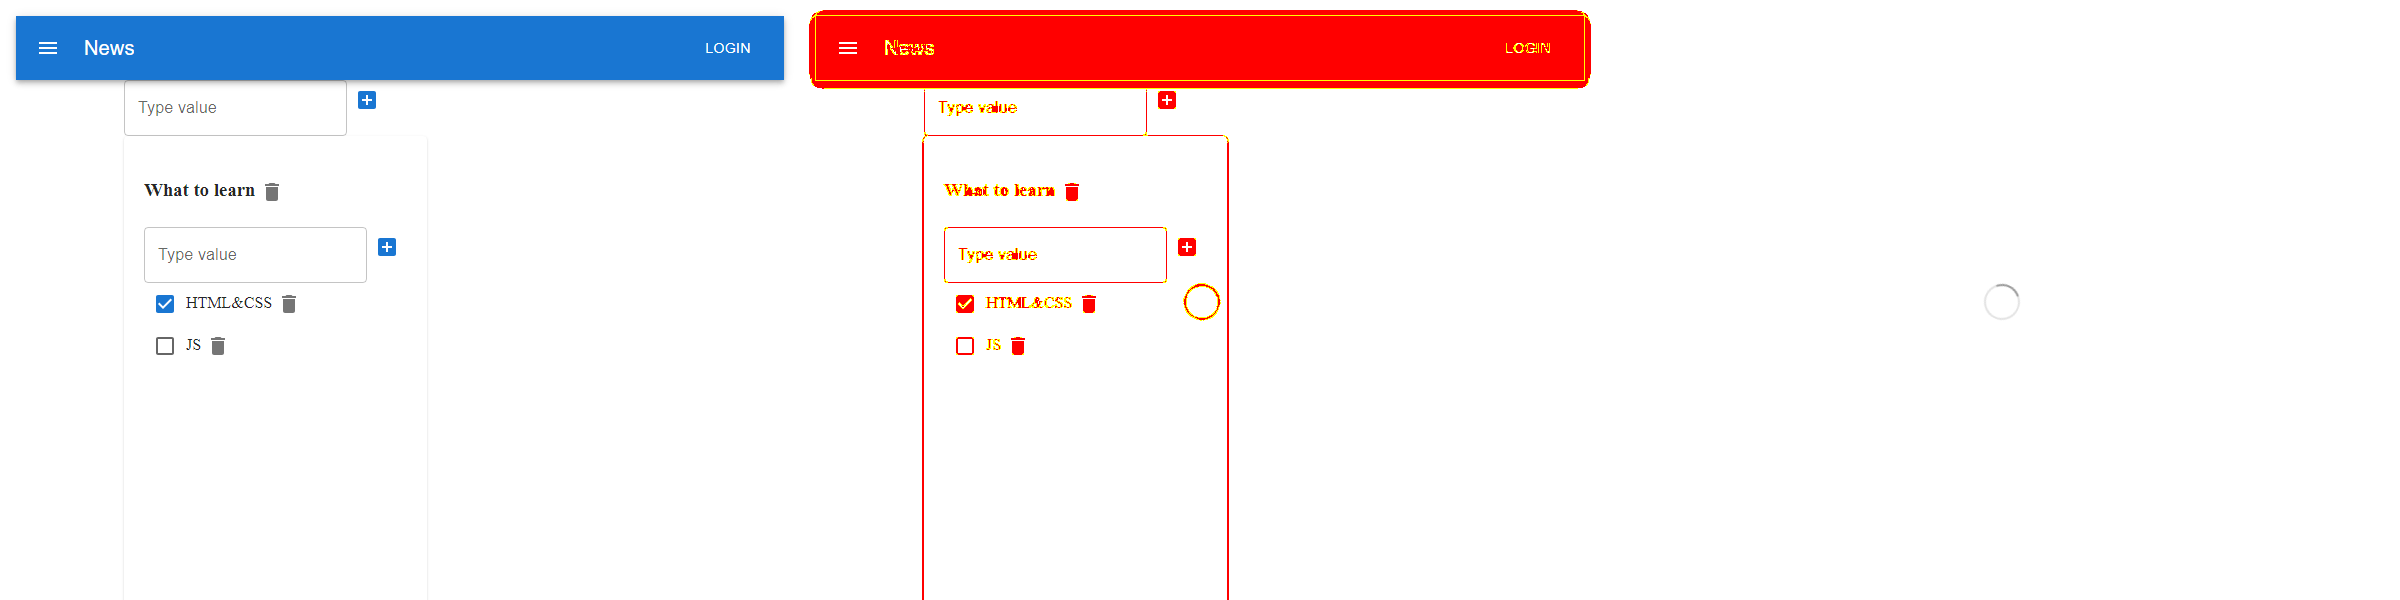 News LOGIN
Type value
What to learn
Type value
HTML&CSS
JS
News LOGIN
Type value
What to learn
Type value
HTML&CSS
JS